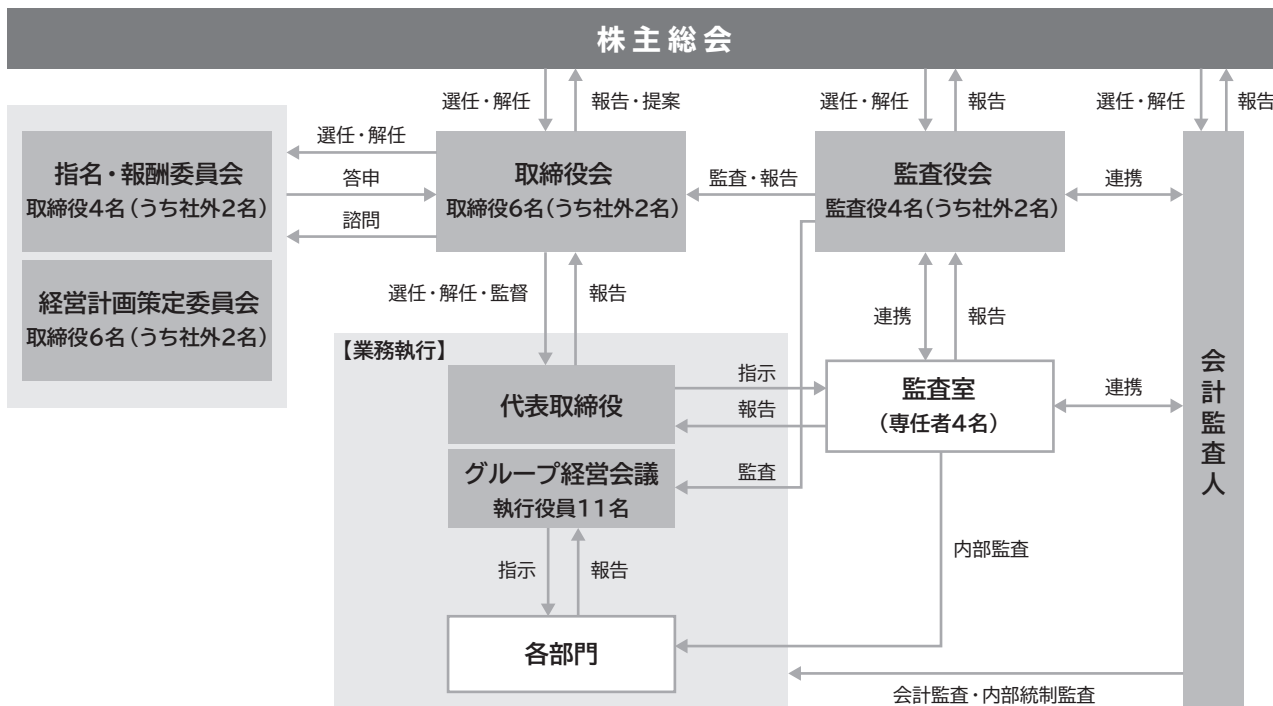 株主総会
選任・解任
報告・提案
選任・解任
報告
選任・解任
報告
指名・報酬委員会
取締役4名（うち社外2名）
選任・解任
答申
諮問
取締役会
取締役6名（うち社外2名）
監査・報告
監査役会
監査役4名（うち社外2名）
連携
経営計画策定委員会
取締役6名（うち社外2名）
選任・解任・監督
報告
連携
報告
【業務執行】
代表取締役
指示
報告
監査室
（専任者4名）
連携
会計監査人
グループ経営会議
執行役員11名
監査
指示
報告
内部監査
各部門
会計監査・内部統制監査